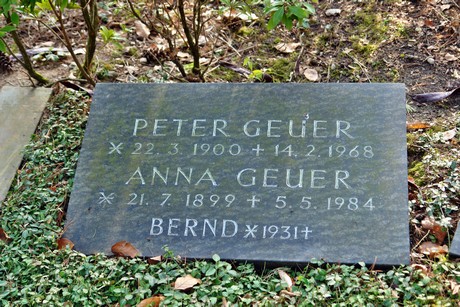 PETER GEUER
* 22.3.1900 + 14.2.1968
ANNA GEUER
* 21.7.1899 + 5.5.1984
BERND *1931+